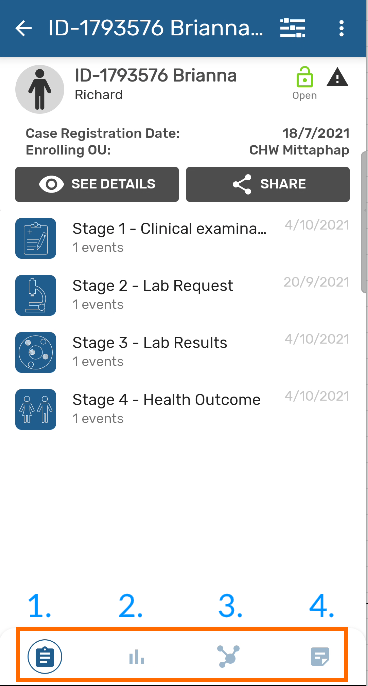 ID-1793576 Brianna...
ID-1793576 Brianna
Richard
Open
Case Registration Date: 18/7/2021
Enrolling OU: CHW Mittaphap
SEE DETAILS
SHARE
Stage 1 - Clinical examina... 4/10/2021
1 events
Stage 2 - Lab Request 20/9/2021
1 events
Stage 3 - Lab Results 4/10/2021
1 events
Stage 4 - Health Outcome 4/10/2021
1 events
1. 2. 3. 4.